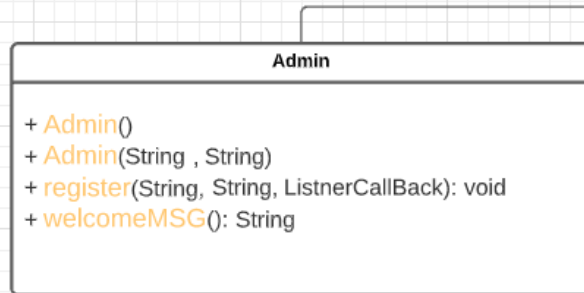 Admin
+ Admin()
+ Admin(String , String)
+ register(String, String, ListnerCallBack): void
+ welcomeMSG(): String